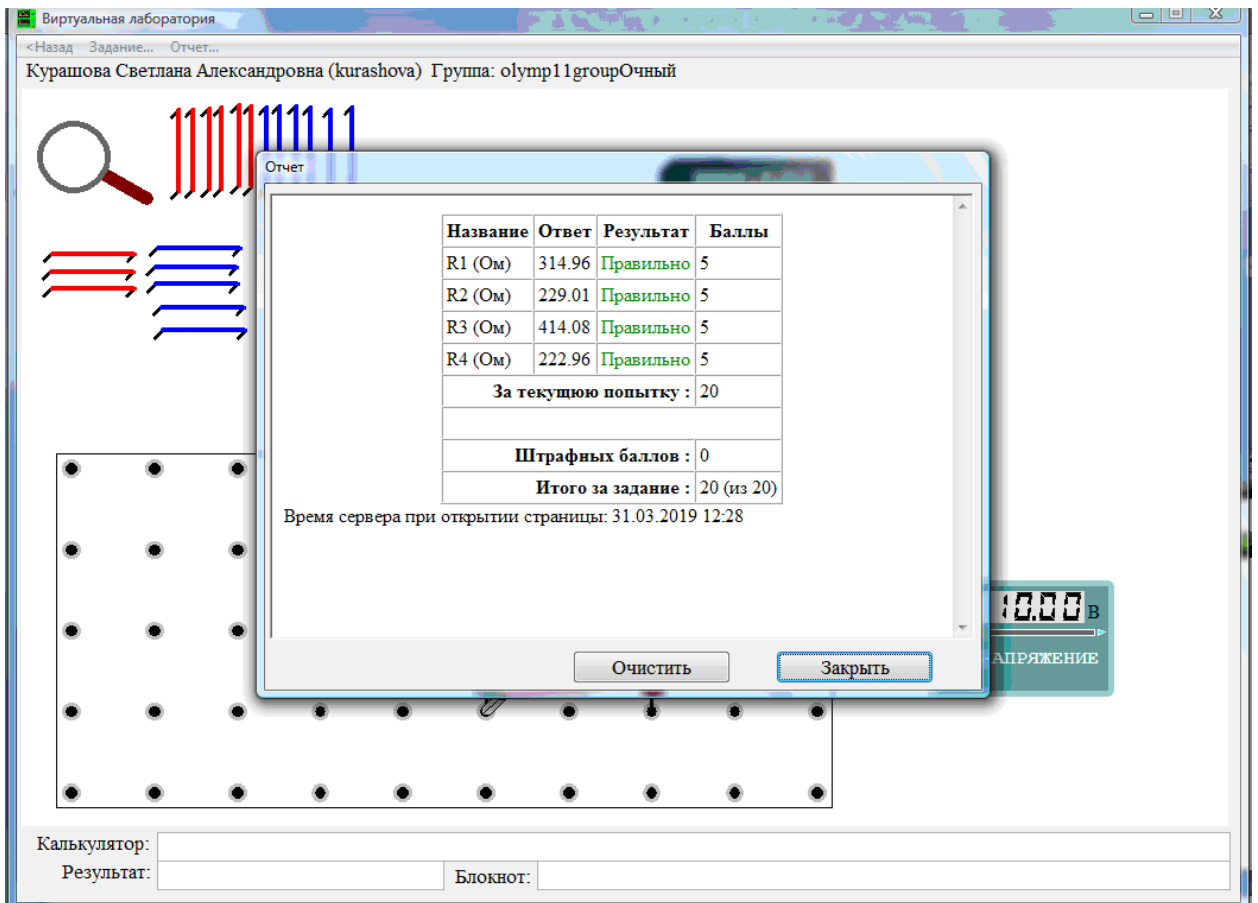 Виртуальная лаборатория
<Назад Задание... Отчет...
Курашова Светлана Александровна (kurashova) Группа: olymp11groupОчный
Отчет
Название Ответ Результат Баллы
R1 (Ом) 314.96 Правильно 5
R2 (Ом) 229.01 Правильно 5
R3 (Ом) 414.08 Правильно 5
R4 (Ом) 222.96 Правильно 5
За текущую попытку : 20
Штрафных баллов : 0
Итого за задание : 20 (из 20)
Время сервера при открытии страницы: 31.03.2019 12:28
10.00 В
АПРЯЖЕНИЕ
Очистить Закрыть
Калькулятор:
Результат: Блокнот: